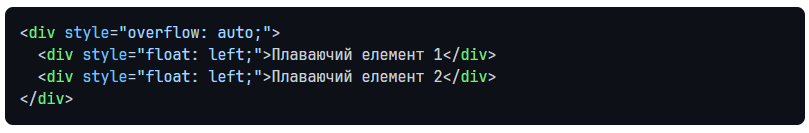 <div style="overflow: auto;">
  <div style="float: left;">Плаваючий елемент 1</div>
  <div style="float: left;">Плаваючий елемент 2</div>
</div>